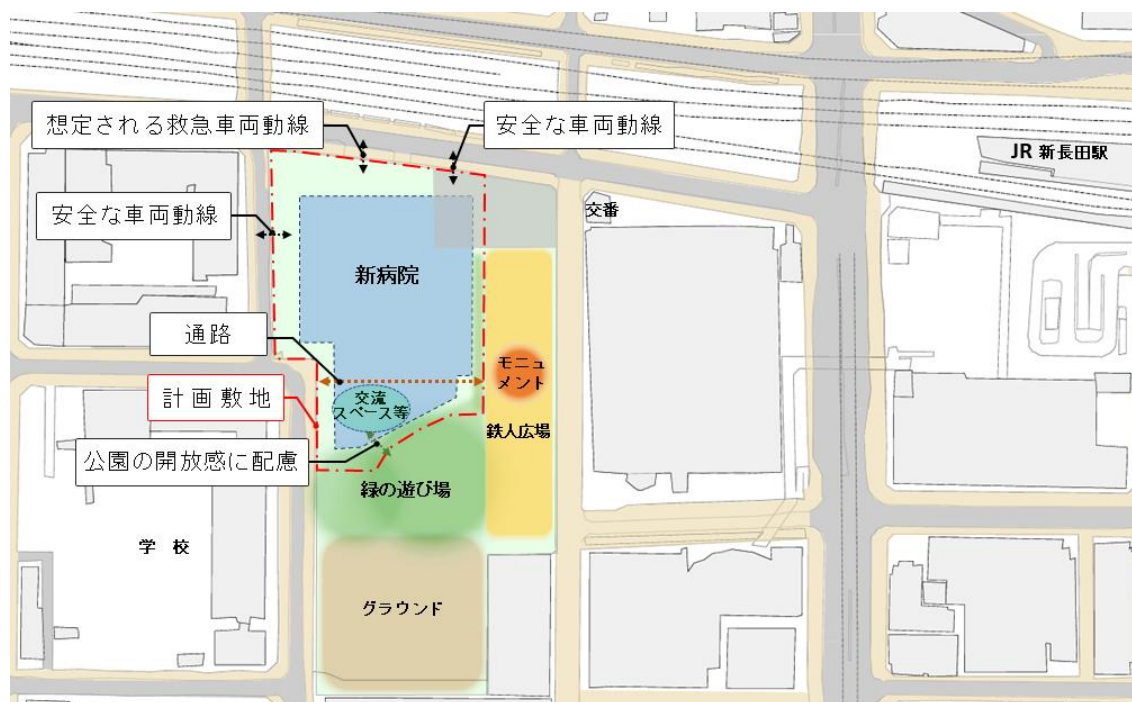 想定される救急車両動線
安全な車両動線
JR 新長田駅
安全な車両動線
交番
新病院
通路
モニュ
メント
計画敷地
交流
スペース等
鉄人広場
公園の開放感に配慮
緑の遊び場
学 校
グラウンド